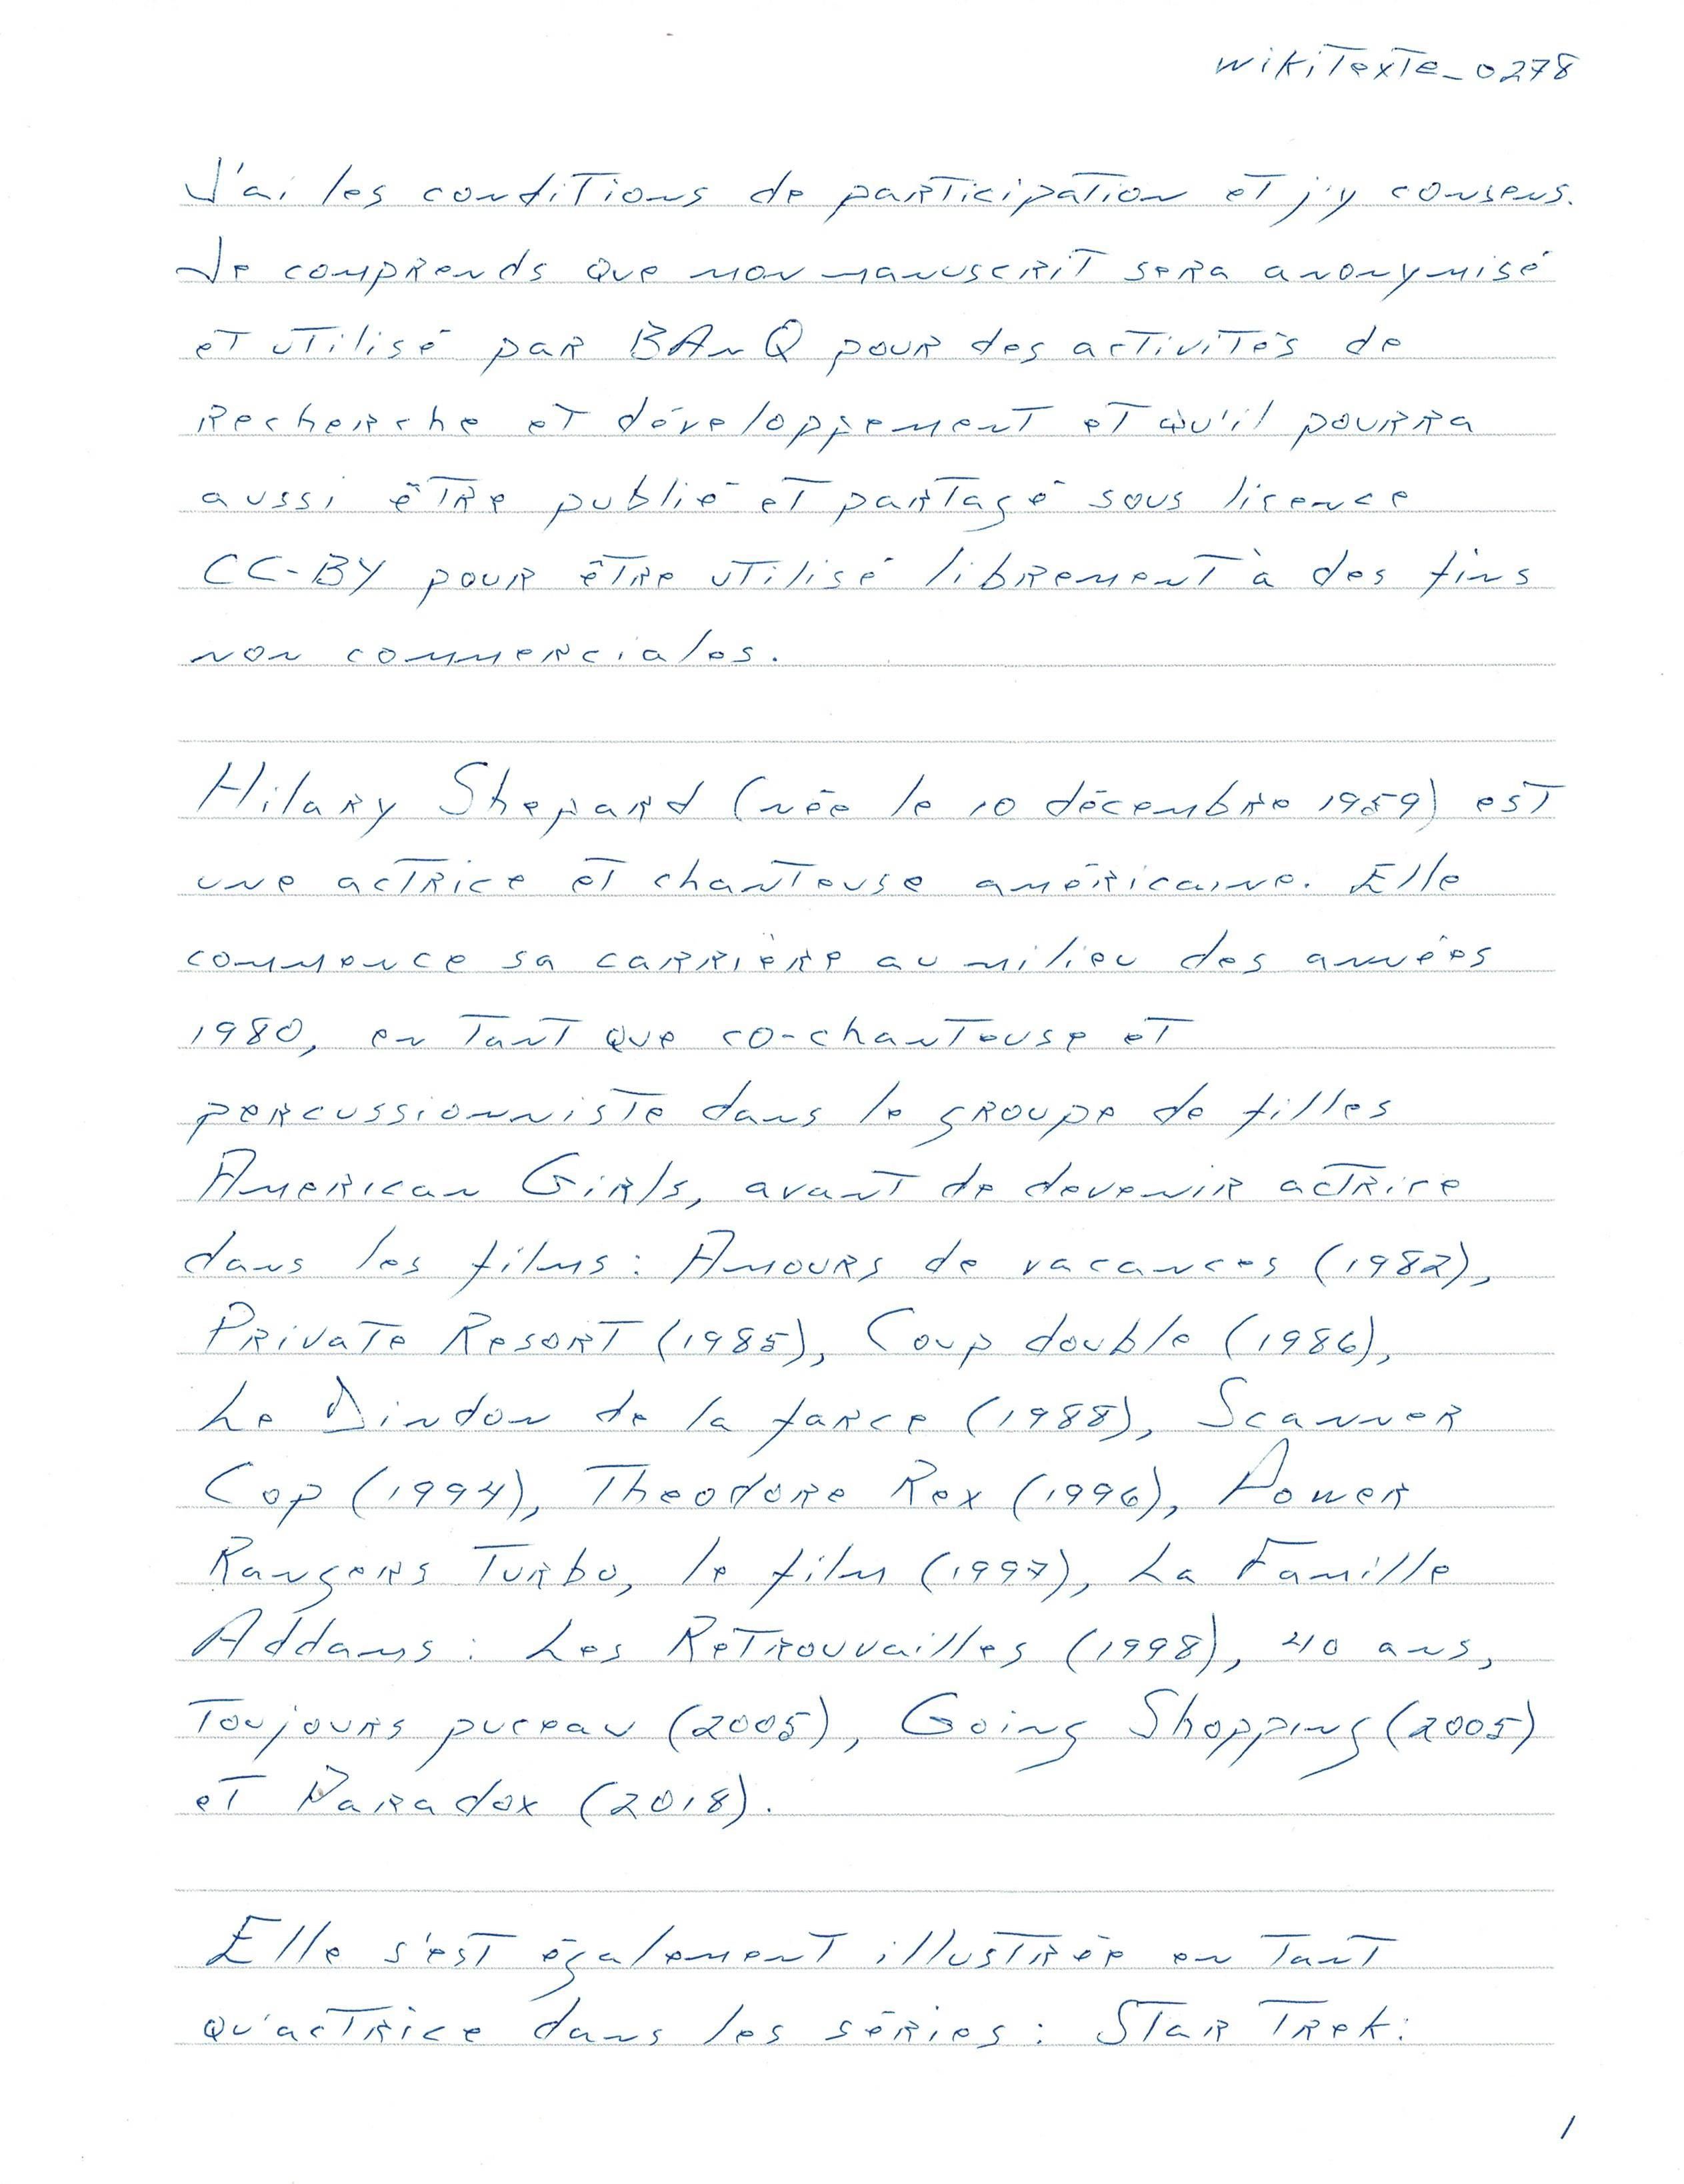 wikiTexte_0278
J'ai les conditions de participation et j'y consens.
Je comprends que mon manuscrit sera anonymisé
et utilisé par BAnQ pour des activités de
Recherche et développement et qu'il pourra
aussi être publié et partagé sous licence
CC-BY pour être utilisé librement à des fins
non commerciales.
Hilary Shepard (née le 10 décembre 1959) est
une actrice et chanteuse américaine. Elle
commence sa carrière au milieu des années
1980, en tant que co-chanteuse et
percussionniste dans le groupe de filles
American Girls, avant de devenir actrice
dans les films : Amours de vacances (1982),
Private Resort (1985), Coup double (1986),
Le Dindon de la farce (1988), Scanner
Cop (1994), Theodore Rex (1996), Power
Rangers Turbo, le film (1997), La Famille
Addams : Les Retrouvailles (1998), 40 ans,
Toujours puceau (2005), Going Shopping (2005)
et Paradox (2018).
Elle s'est également illustrée en tant
qu'actrice dans les séries : Star Trek :
1